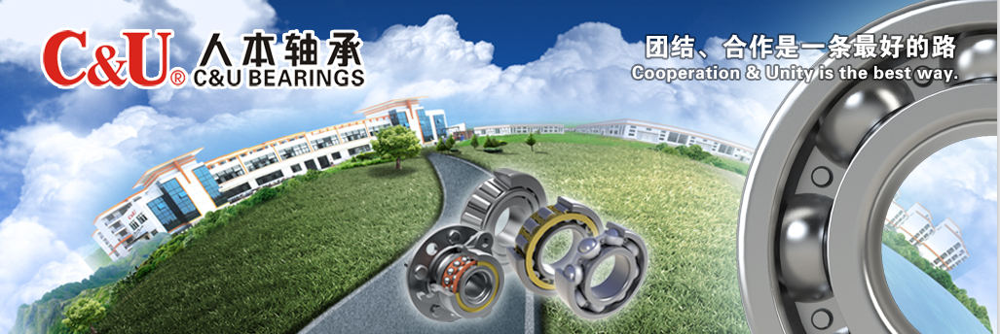 C&U® 人本轴承
C&U BEARINGS
团结、合作是一条最好的路
Cooperation & Unity is the best way.
C&U